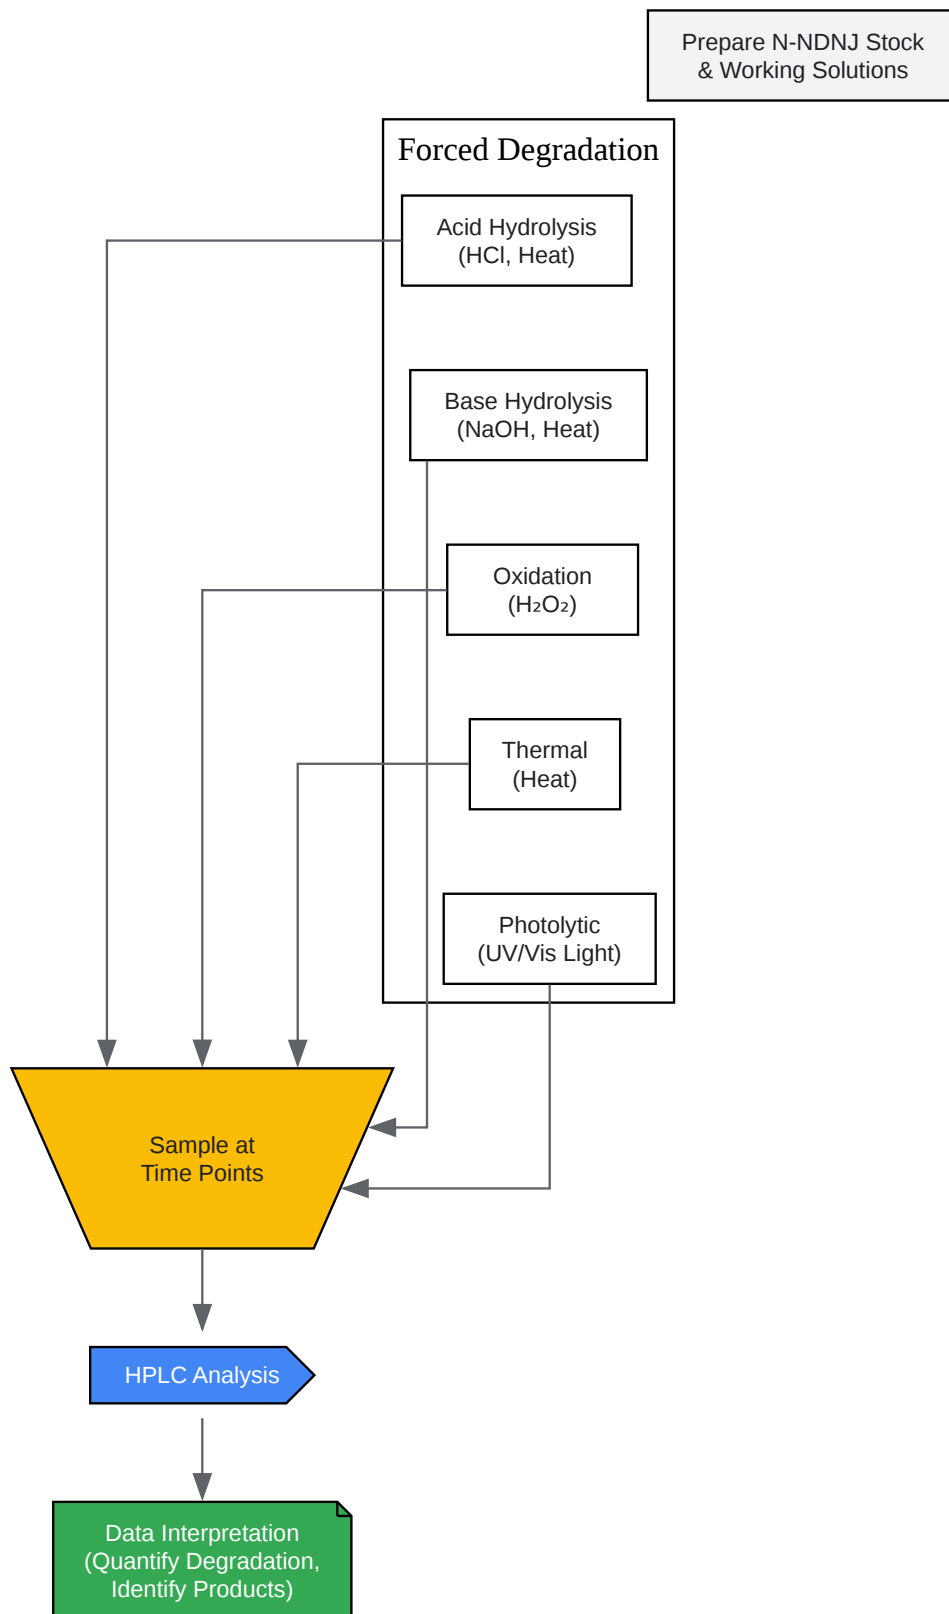 Prepare N-NDNJ Stock
& Working Solutions
Forced Degradation
Acid Hydrolysis
(HCl, Heat)
Base Hydrolysis
(NaOH, Heat)
Oxidation
(H₂O₂)
Thermal
(Heat)
Photolytic
(UV/Vis Light)
Sample at
Time Points
HPLC Analysis
Data Interpretation
(Quantify Degradation,
Identify Products)